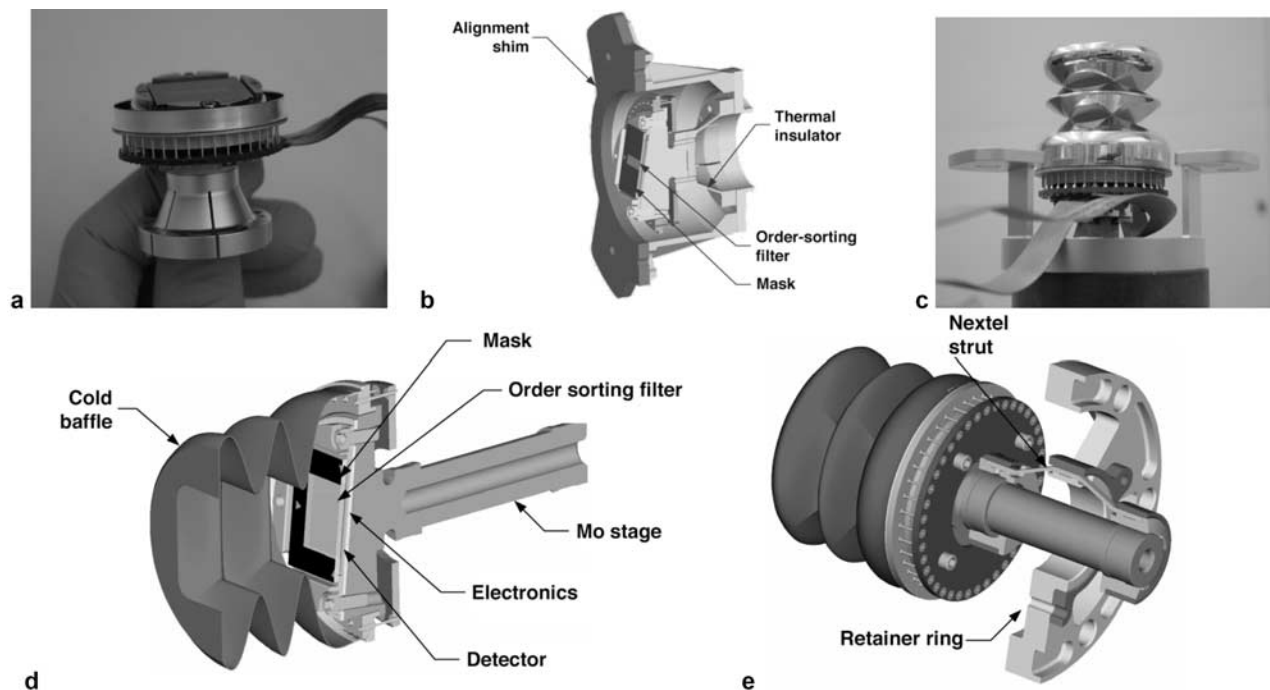 a
Alignment
shim
Thermal
insulator
Order-sorting
filter
Mask
b
c
Mask
Order sorting filter
Cold
baffle
Mo stage
Electronics
Detector
d
Nextel
strut
Retainer ring
e